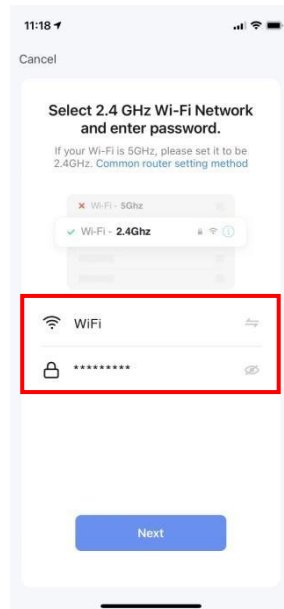 11:18
Cancel
Select 2.4 GHz Wi-Fi Network
and enter password.
If your Wi-Fi is 5GHz, please set it to be
2.4GHz. Common router setting method
Wi-Fi - 5Ghz
Wi-Fi - 2.4Ghz
WiFi
*********
Next